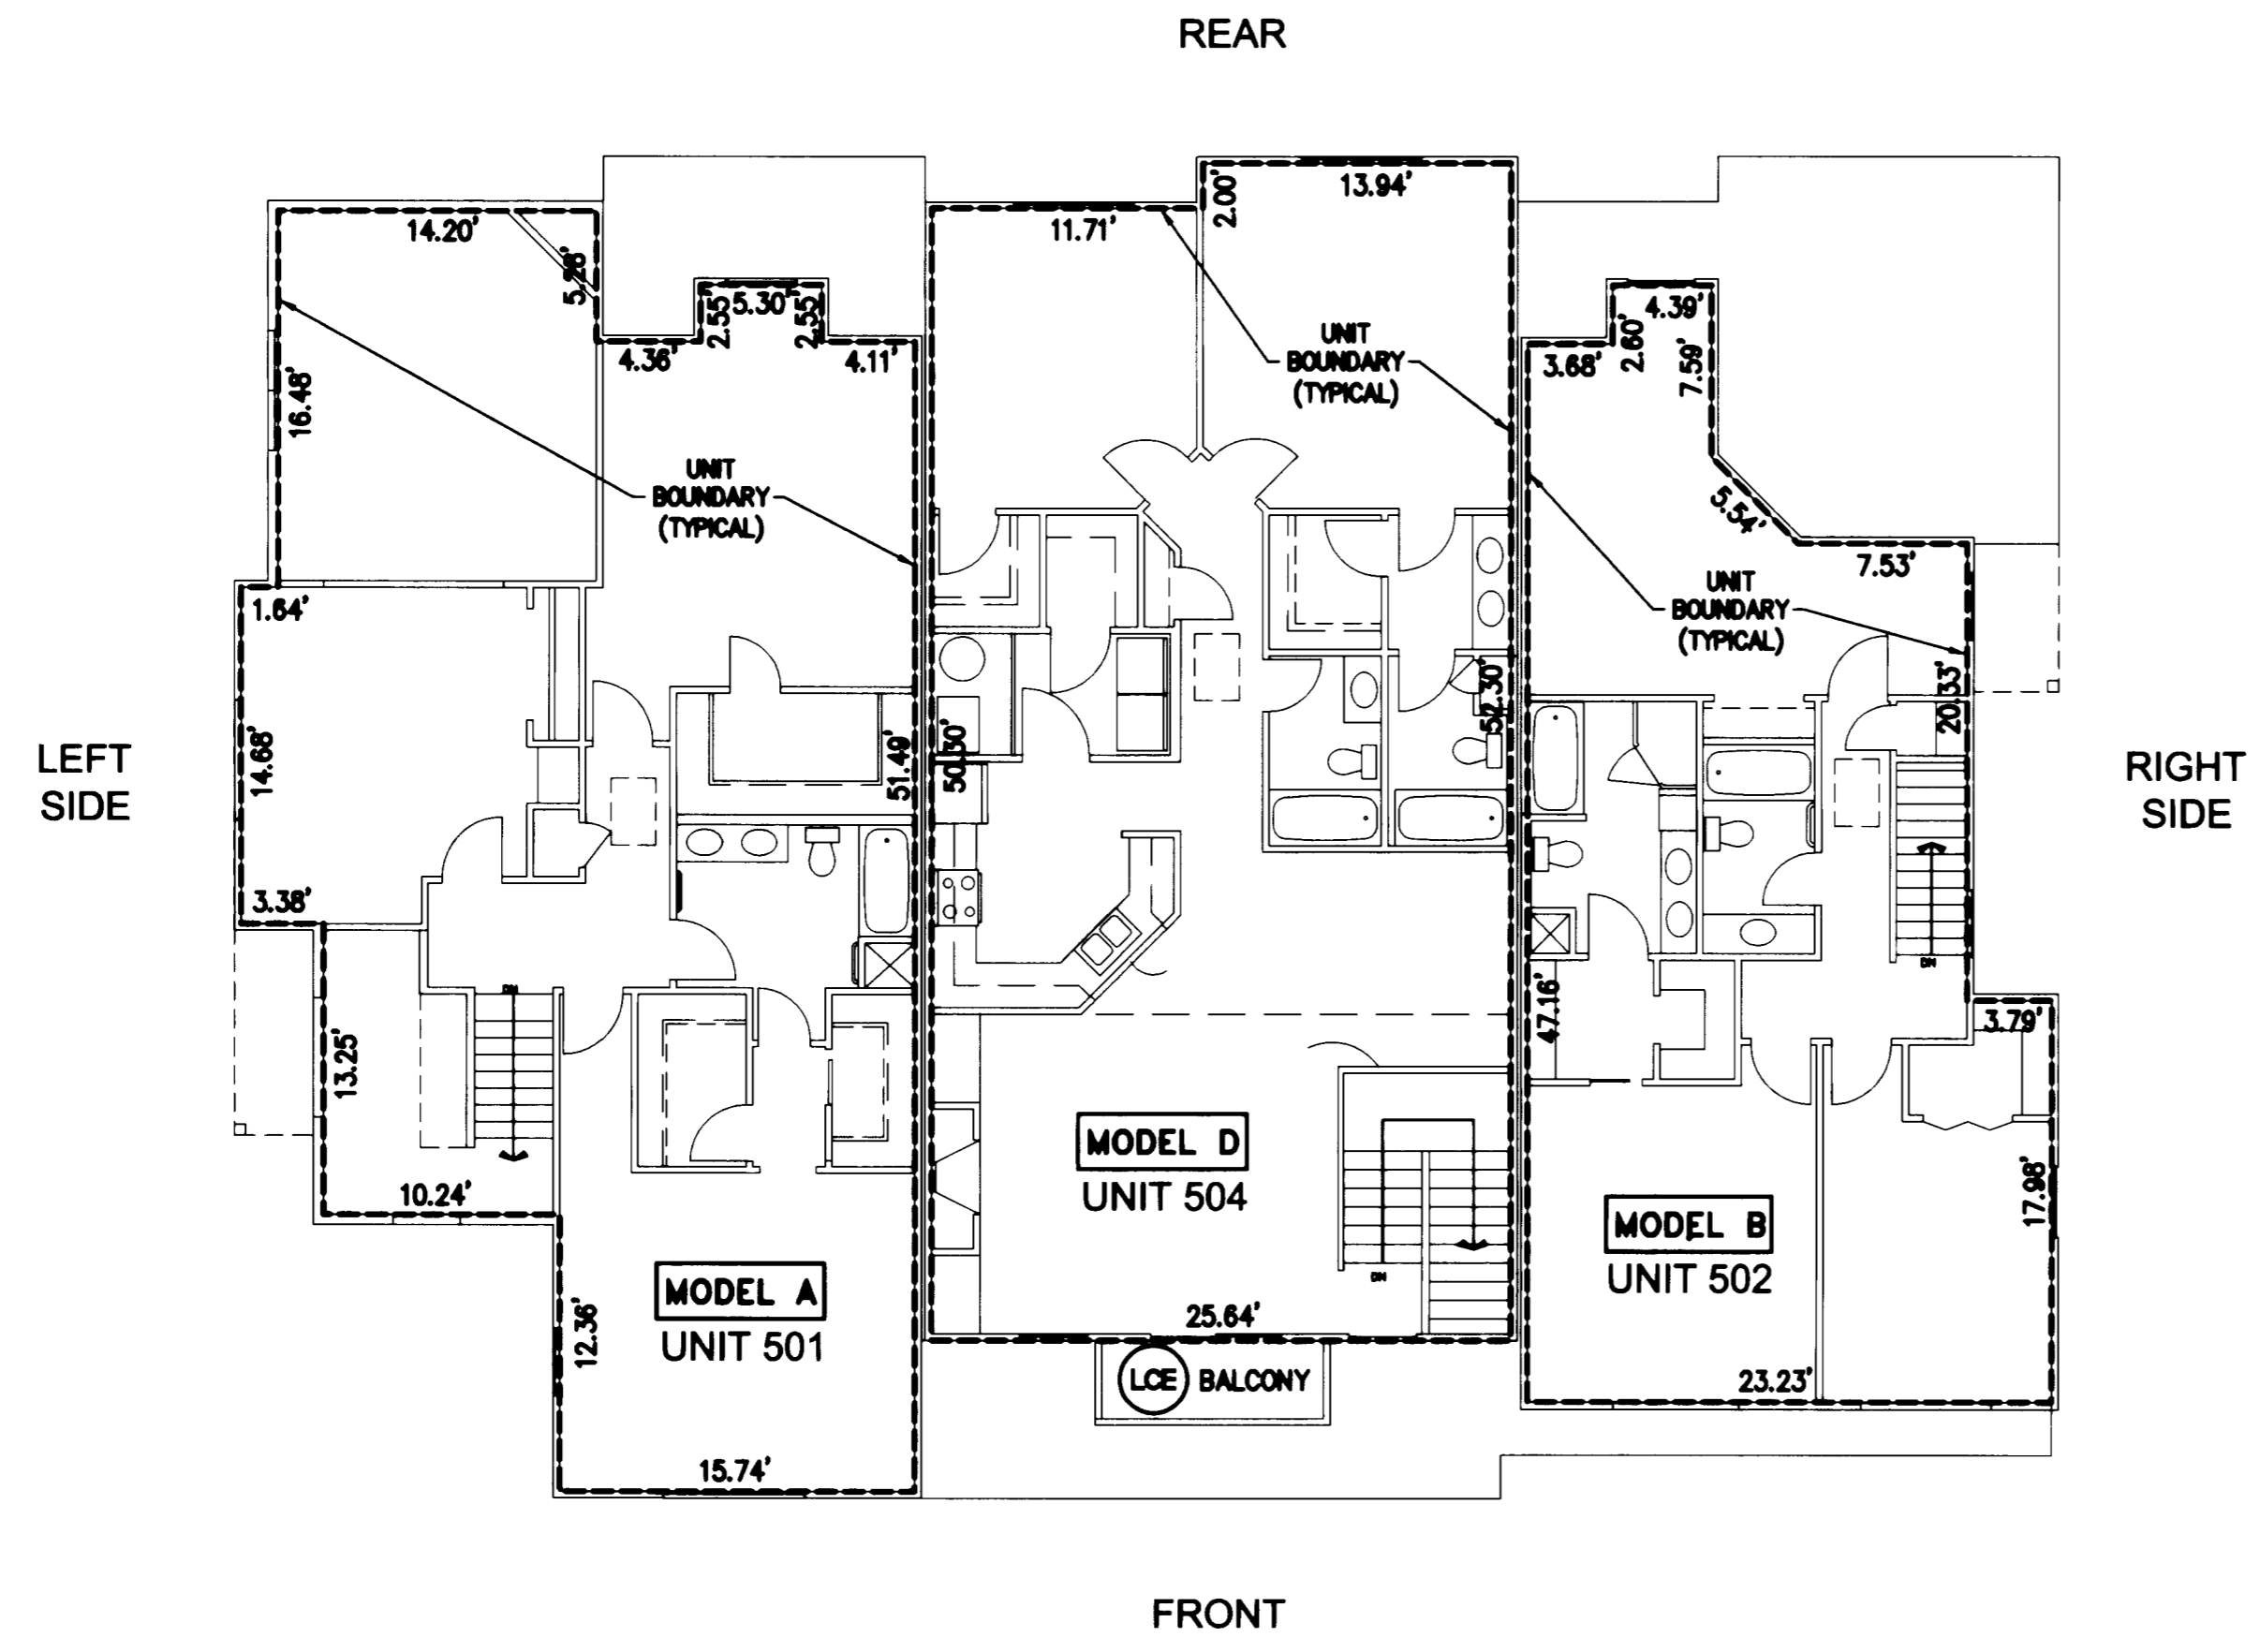 REAR
13.94'
2.00'
11.71'
14.20'
5.28'
2.55'
5.30'
2.55'
4.36'
4.11'
4.39'
2.60'
3.68'
7.59'
UNIT
BOUNDARY
(TYPICAL)
16.48'
UNIT
BOUNDARY
(TYPICAL)
5.54'
7.53'
UNIT
BOUNDARY
(TYPICAL)
1.64'
52.30'
20.33'
LEFT
SIDE
14.68'
51.49'
50.30'
RIGHT
SIDE
3.38'
DN
DN
47.16'
3.79'
13.25'
MODEL D
UNIT 504
10.24'
17.98'
MODEL B
UNIT 502
DN
MODEL A
UNIT 501
12.36'
25.64'
LCE BALCONY
23.23'
15.74'
FRONT